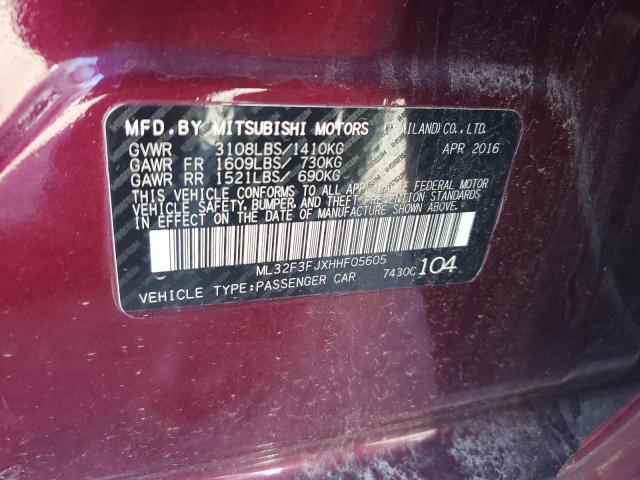 MFD. BY MITSUBISHI MOTORS (THAILAND) CO., LTD.
GVWR 3108LBS/1410KG APR 2016
GAWR FR 1609LBS/ 730KG
GAWR RR 1521LBS/ 690KG
THIS VEHICLE CONFORMS TO ALL APPLICABLE FEDERAL MOTOR
VEHICLE SAFETY, BUMPER, AND THEFT PREVENTION STANDARDS
IN EFFECT ON THE DATE OF MANUFACTURE SHOWN ABOVE.
ML32F3FJXHHF05605
VEHICLE TYPE:PASSENGER CAR 7430C 104